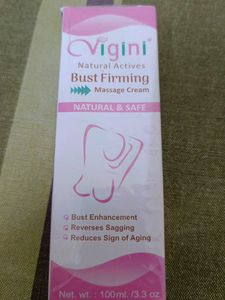 Vigini®
Natural Actives
Bust Firming
Massage Cream
NATURAL & SAFE
Bust Enhancement
Reverses Sagging
Reduces Sign of Aging
Net. wt. : 100ml./3.3 oz